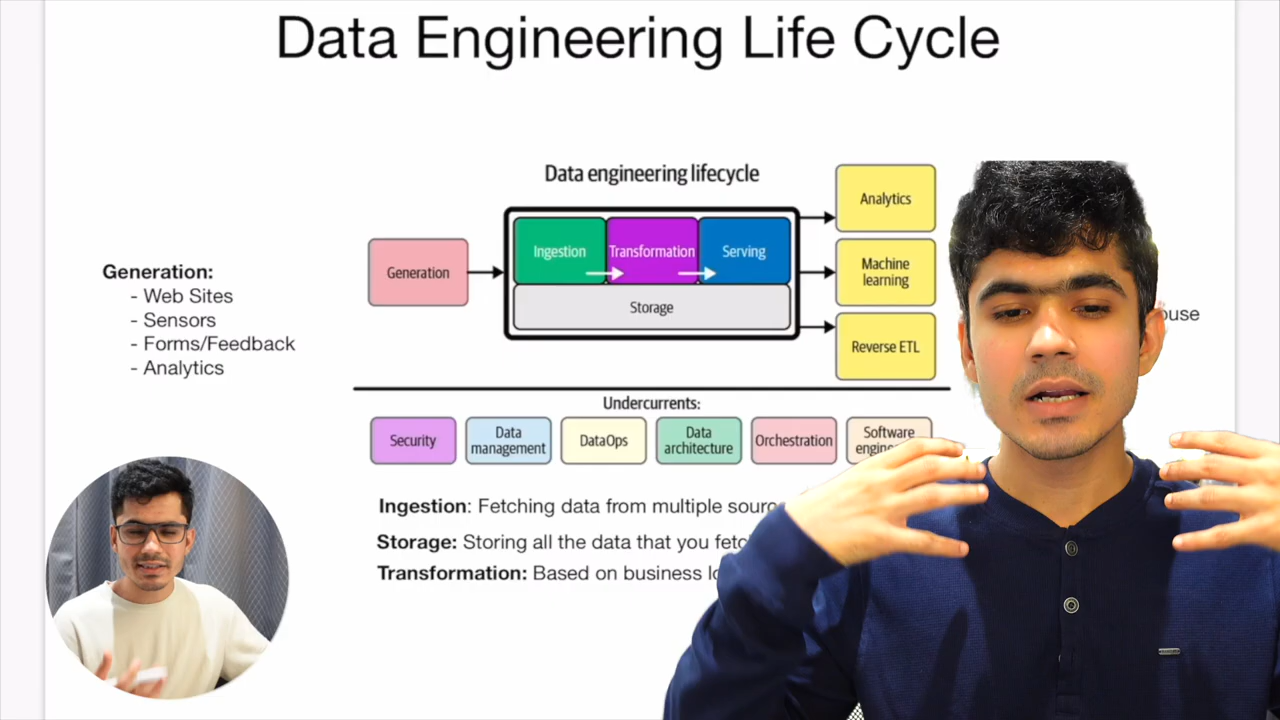 Data Engineering Life Cycle
Data engineering lifecycle
Generation
Ingestion
Transformation
Serving
Storage
Analytics
Machine
learning
Reverse ETL
Generation:
- Web Sites
- Sensors
- Forms/Feedback
- Analytics
Undercurrents:
Security
Data
management
DataOps
Data
architecture
Orchestration
Software
Ingestion: Fetching data from multiple
Storage: Storing all the data that you
Transformation: Based on business